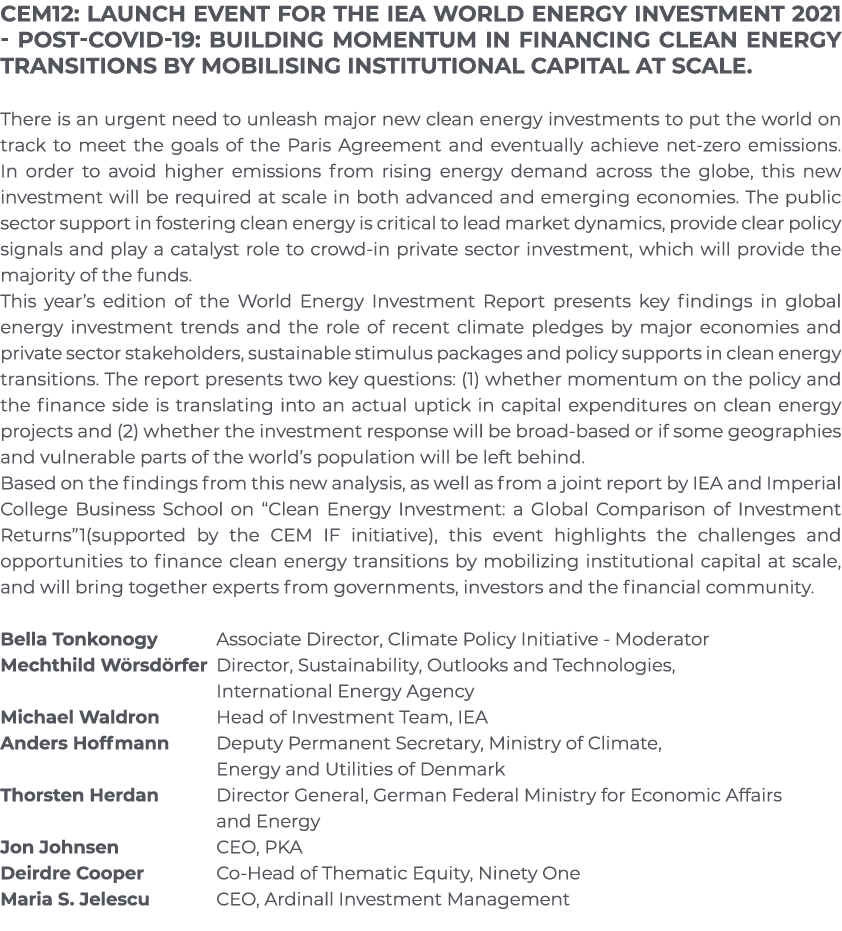 CEM12: LAUNCH EVENT FOR THE IEA WORLD ENERGY INVESTMENT 2021
- POST-COVID-19: BUILDING MOMENTUM IN FINANCING CLEAN ENERGY
TRANSITIONS BY MOBILISING INSTITUTIONAL CAPITAL AT SCALE.
There is an urgent need to unleash major new clean energy investments to put the world on
track to meet the goals of the Paris Agreement and eventually achieve net-zero emissions.
In order to avoid higher emissions from rising energy demand across the globe, this new
investment will be required at scale in both advanced and emerging economies. The public
sector support in fostering clean energy is critical to lead market dynamics, provide clear policy
signals and play a catalyst role to crowd-in private sector investment, which will provide the
majority of the funds.
This year’s edition of the World Energy Investment Report presents key findings in global
energy investment trends and the role of recent climate pledges by major economies and
private sector stakeholders, sustainable stimulus packages and policy supports in clean energy
transitions. The report presents two key questions: (1) whether momentum on the policy and
the finance side is translating into an actual uptick in capital expenditures on clean energy
projects and (2) whether the investment response will be broad-based or if some geographies
and vulnerable parts of the world’s population will be left behind.
Based on the findings from this new analysis, as well as from a joint report by IEA and Imperial
College Business School on “Clean Energy Investment: a Global Comparison of Investment
Returns”1(supported by the CEM IF initiative), this event highlights the challenges and
opportunities to finance clean energy transitions by mobilizing institutional capital at scale,
and will bring together experts from governments, investors and the financial community.
Bella Tonkonogy Associate Director, Climate Policy Initiative - Moderator
Mechthild Wörsdörfer Director, Sustainability, Outlooks and Technologies,
International Energy Agency
Michael Waldron Head of Investment Team, IEA
Anders Hoffmann Deputy Permanent Secretary, Ministry of Climate,
Energy and Utilities of Denmark
Thorsten Herdan Director General, German Federal Ministry for Economic Affairs
and Energy
Jon Johnsen CEO, PKA
Deirdre Cooper Co-Head of Thematic Equity, Ninety One
Maria S. Jelescu CEO, Ardinall Investment Management